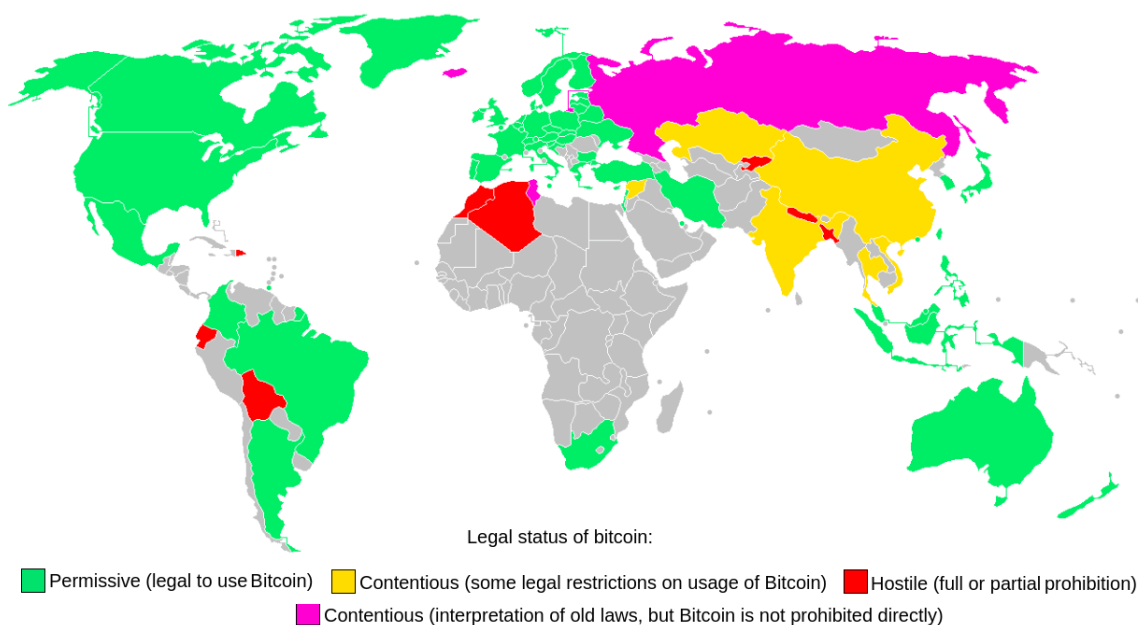 Legal status of bitcoin:
Permissive (legal to use Bitcoin) Contentious (some legal restrictions on usage of Bitcoin) Hostile (full or partial prohibition)
Contentious (interpretation of old laws, but Bitcoin is not prohibited directly)